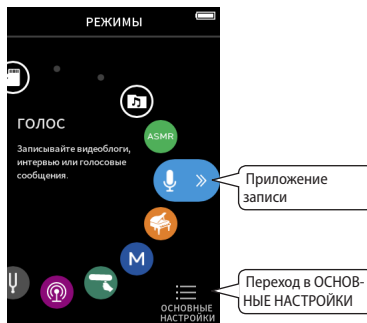 РЕЖИМЫ
ГОЛОС
Записывайте видеоблоги,
интервью или голосовые
сообщения.
ASMR
M
ОСНОВНЫЕ
НАСТРОЙКИ
Приложение
записи
Переход в ОСНОВ-
НЫЕ НАСТРОЙКИ